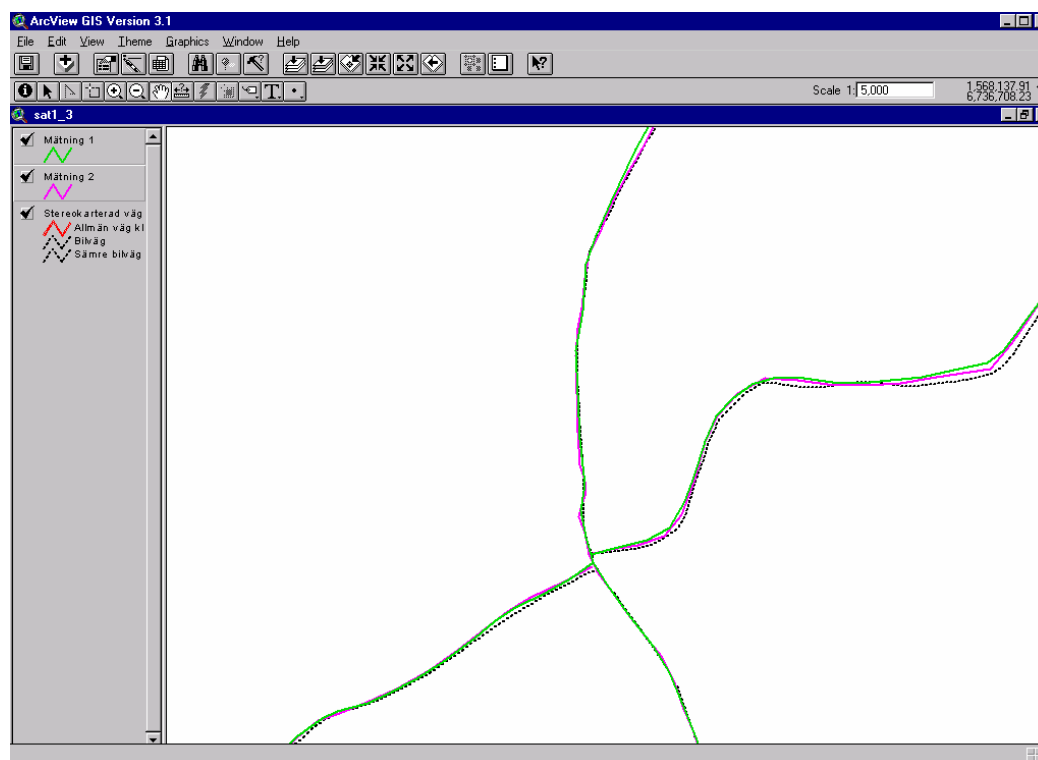 ArcView GIS Version 3.1
File Edit View Theme Graphics Window Help
Scale 1: 5,000
1,568,137.91
6,736,708.23
sat1_3
Mätning 1
Mätning 2
Stereokarterad väg
Allmän väg kl
Bilväg
Sämre bilväg